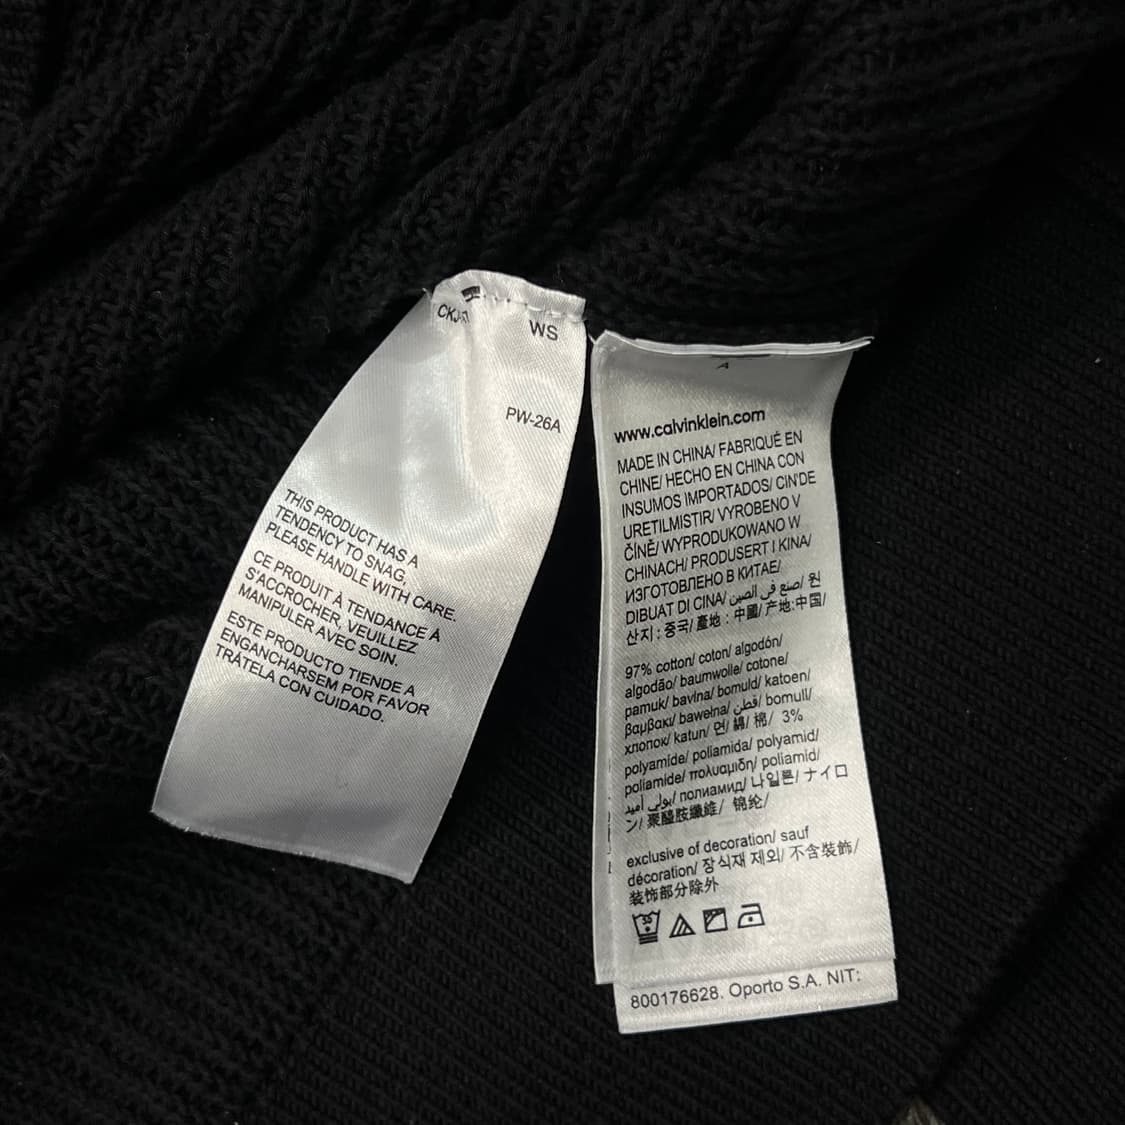 WS
PW-26A
THIS PRODUCT HAS A
TENDENCY TO SNAG,
PLEASE HANDLE WITH CARE.
CE PRODUIT À TENDANCE À
S'ACCROCHER, VEUILLEZ
MANIPULER AVEC SOIN.
ESTE PRODUCTO TIENDE A
ENGANCHARSEM POR FAVOR
TRÁTELA CON CUIDADO.
A
www.calvinklein.com
MADE IN CHINA/ FABRIQUÉ EN
CHINE/ HECHO EN CHINA CON
INSUMOS IMPORTADOS/ CIN'DE
URETILMISTIR/ VYROBENO V
ČÍNĚ/ WYPRODUKOWANO W
CHINACH/ PRODUSERT I KINA/
ИЗГОТОВЛЕНО В КИТАЕ/
DIBUAT DI CINA/ صنع في الصين/ 원
산지 : 중국/ 產地 : 中國/ 产地:中国/
97% cotton/ coton/ algodón/
algodão/ baumwolle/ cotone/
pamuk/ bavlna/ bomuld/ katoen/
βαμβακι/ bawełna/ قطن/ bomull/
хлопок/ katun/ 면/ 綿/ 棉/ 3%
polyamide/ poliamida/ polyamid/
poliamide/ πολυαμιδη/ poliamid/
بولي أميد/ полиамид/ 나일론/ ナイロ
ン/ 聚醯胺纖維/ 锦纶/
exclusive of decoration/ sauf
décoration/ 장식재 제외/ 不含裝飾/
装饰部分除外
35
800176628. Oporto S.A. NIT: